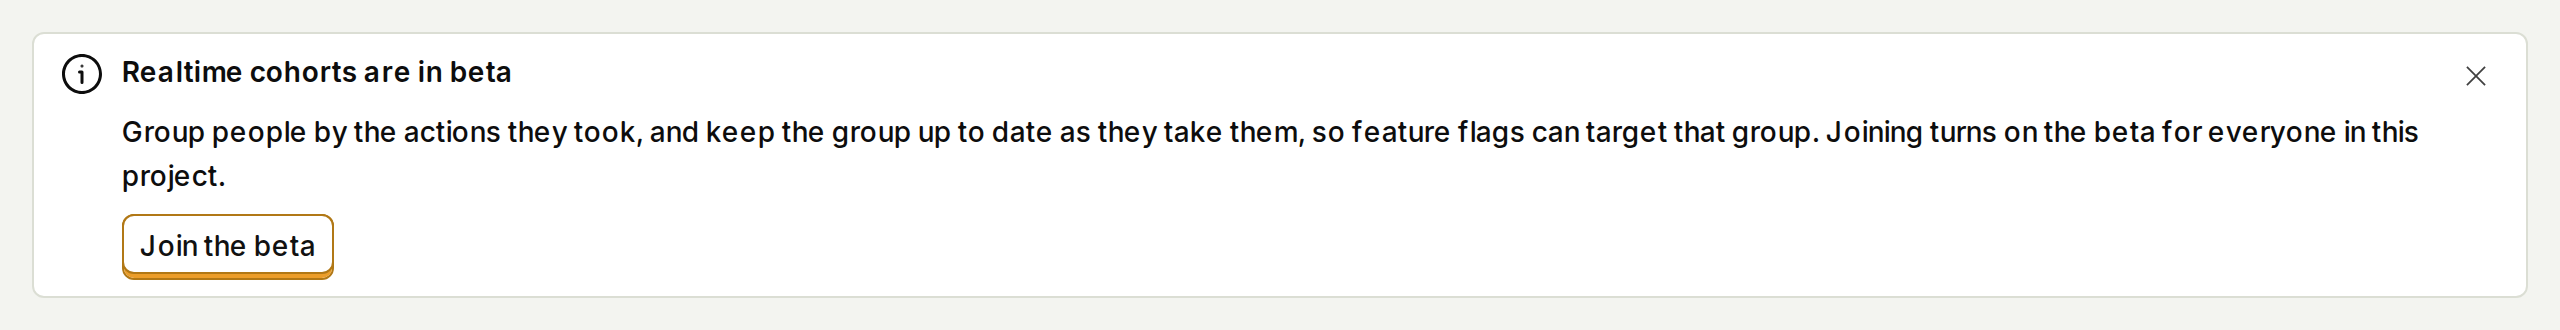 Realtime cohorts are in beta
Group people by the actions they took, and keep the group up to date as they take them, so feature flags can target that group. Joining turns on the beta for everyone in this
project.
Join the beta